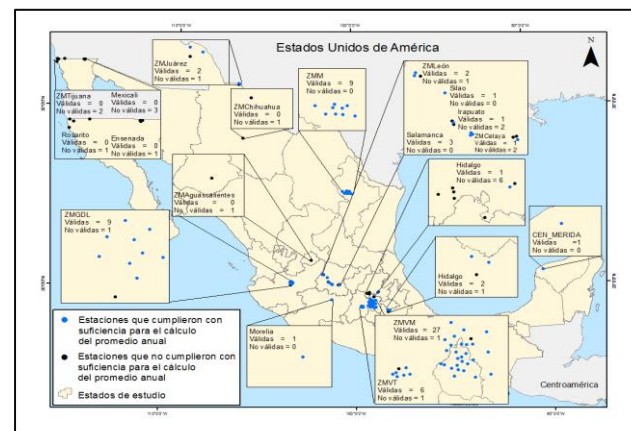 Estados Unidos de América
ZMJuárez
Válidas = 2
No válidas = 1
ZMTijuana
Válidas = 0
No válidas = 2
Mexicali
Válidas = 0
No válidas = 3
Rosarito
Válidas = 0
No válidas = 1
Ensenada
Válidas = 0
No válidas = 1
ZMChihuahua
Válidas = 0
No válidas = 1
ZMM
Válidas = 9
No válidas = 0
ZMLeón
Válidas = 2
No válidas = 1
Silao
Válidas = 1
No válidas = 0
Irapuato
Válidas = 1
No válidas = 2
Salamanca
Válidas = 3
No válidas = 0
ZMCelaya
Válidas = 1
No válidas = 2
ZMAguascalientes
Válidas = 0
No válidas = 1
Hidalgo
Válidas = 1
No válidas = 6
ZMGDL
Válidas = 9
No válidas = 1
CEN_MERIDA
Válidas =1
No válidas =0
Hidalgo
Válidas = 2
No válidas = 1
Morelia
Válidas = 1
No válidas = 0
ZMVM
Válidas = 27
No válidas = 1
ZMVT
Válidas = 6
No válidas = 1
Centroamérica
Estaciones que cumplieron con
suficiencia para el cálculo
del promedio anual
Estaciones que no cumplieron con
suficiencia para el cálculo
del promedio anual
Estados de estudio